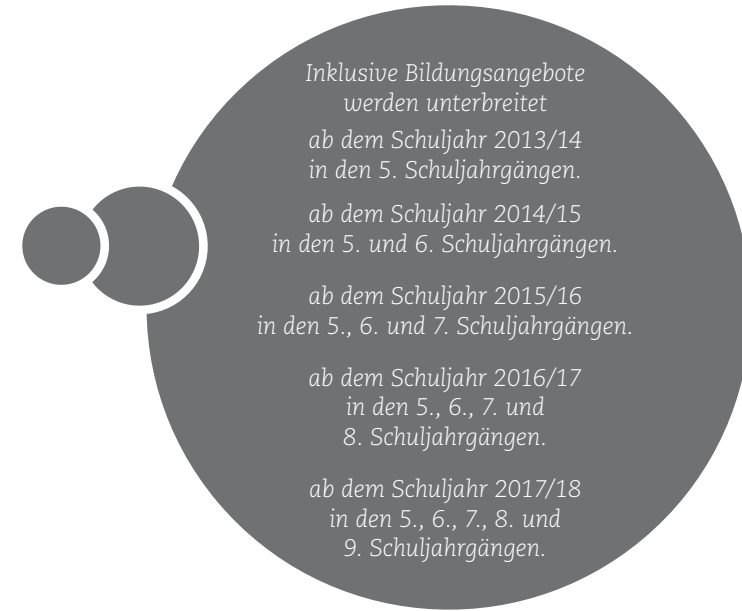 Inklusive Bildungsangebote
werden unterbreitet
ab dem Schuljahr 2013/14
in den 5. Schuljahrgängen.
ab dem Schuljahr 2014/15
in den 5. und 6. Schuljahrgängen.
ab dem Schuljahr 2015/16
in den 5., 6. und 7. Schuljahrgängen.
ab dem Schuljahr 2016/17
in den 5., 6., 7. und
8. Schuljahrgängen.
ab dem Schuljahr 2017/18
in den 5., 6., 7., 8. und
9. Schuljahrgängen.